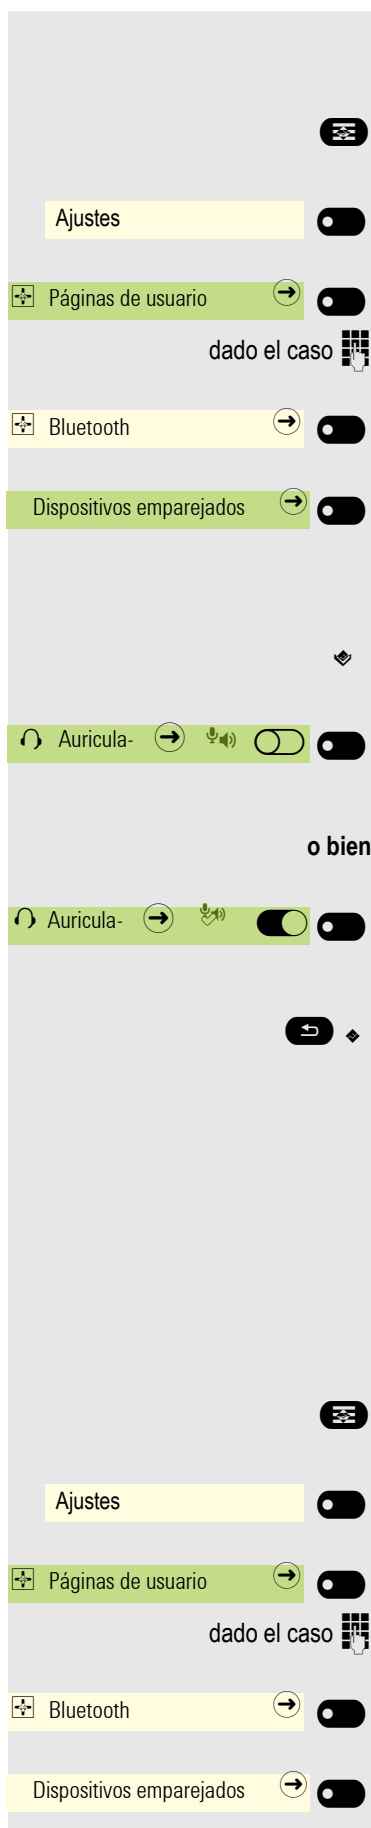 Ajustes
Páginas de usuario
dado el caso
Bluetooth
Dispositivos emparejados
Auricula-
o bien
Auricula-
Ajustes
Páginas de usuario
dado el caso
Bluetooth
Dispositivos emparejados